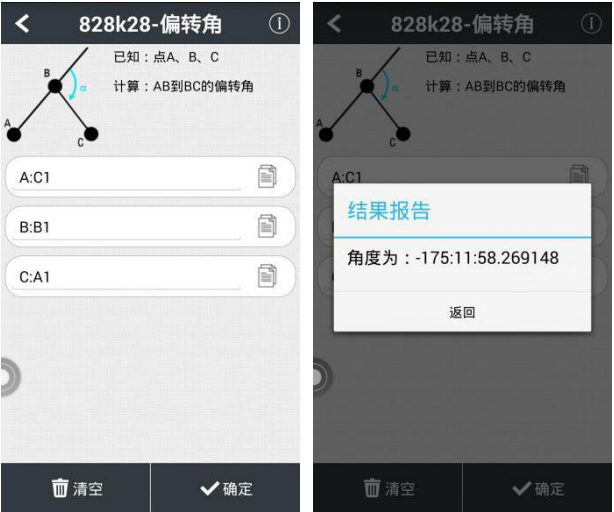 828k28-偏转角
已知：点A、B、C
计算：AB到BC的偏转角
B
α
A
C
A:C1
B:B1
C:A1
清空
确定
828k28-偏转角
已知：点A、B、C
计算：AB到BC的偏转角
B
α
A
C
A:C1
结果报告
角度为：-175:11:58.269148
返回
清空
确定